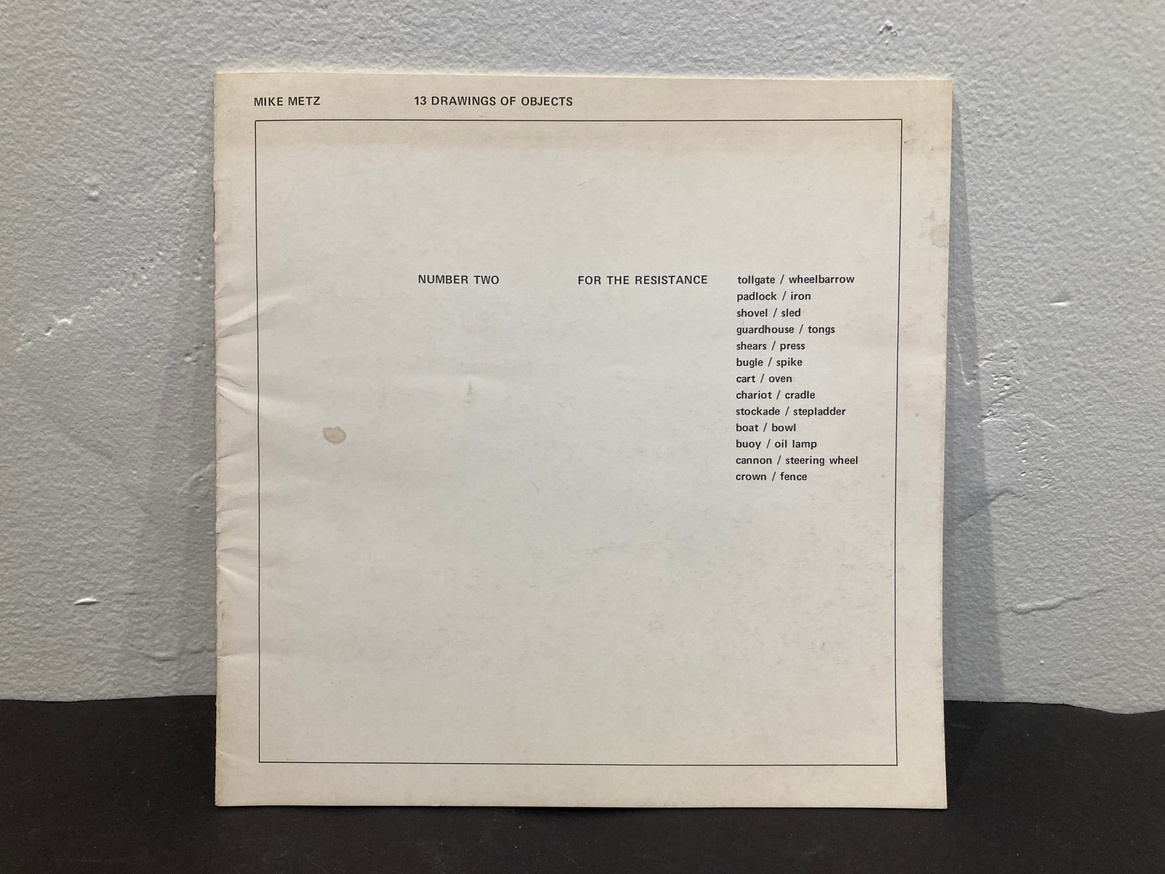 MIKE METZ 13 DRAWINGS OF OBJECTS
NUMBER TWO FOR THE RESISTANCE tollgate / wheelbarrow
padlock / iron
shovel / sled
guardhouse / tongs
shears / press
bugle / spike
cart / oven
chariot / cradle
stockade / stepladder
boat / bowl
buoy / oil lamp
cannon / steering wheel
crown / fence